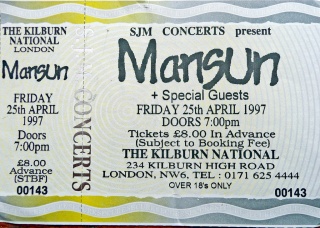 THE KILBURN
NATIONAL
LONDON
Mansun
FRIDAY
25th APRIL
1997
Doors
7:00pm
£8.00
Advance
(STBF)
00143
CONCERTS
SJM CONCERTS present
Mansun
+ Special Guests
FRIDAY 25th APRIL 1997
DOORS 7:00pm
Tickets £8.00 In Advance
(Subject to Booking Fee)
THE KILBURN NATIONAL
234 KILBURN HIGH ROAD
LONDON, NW6, TEL : 0171 625 4444
OVER 18's ONLY
00143